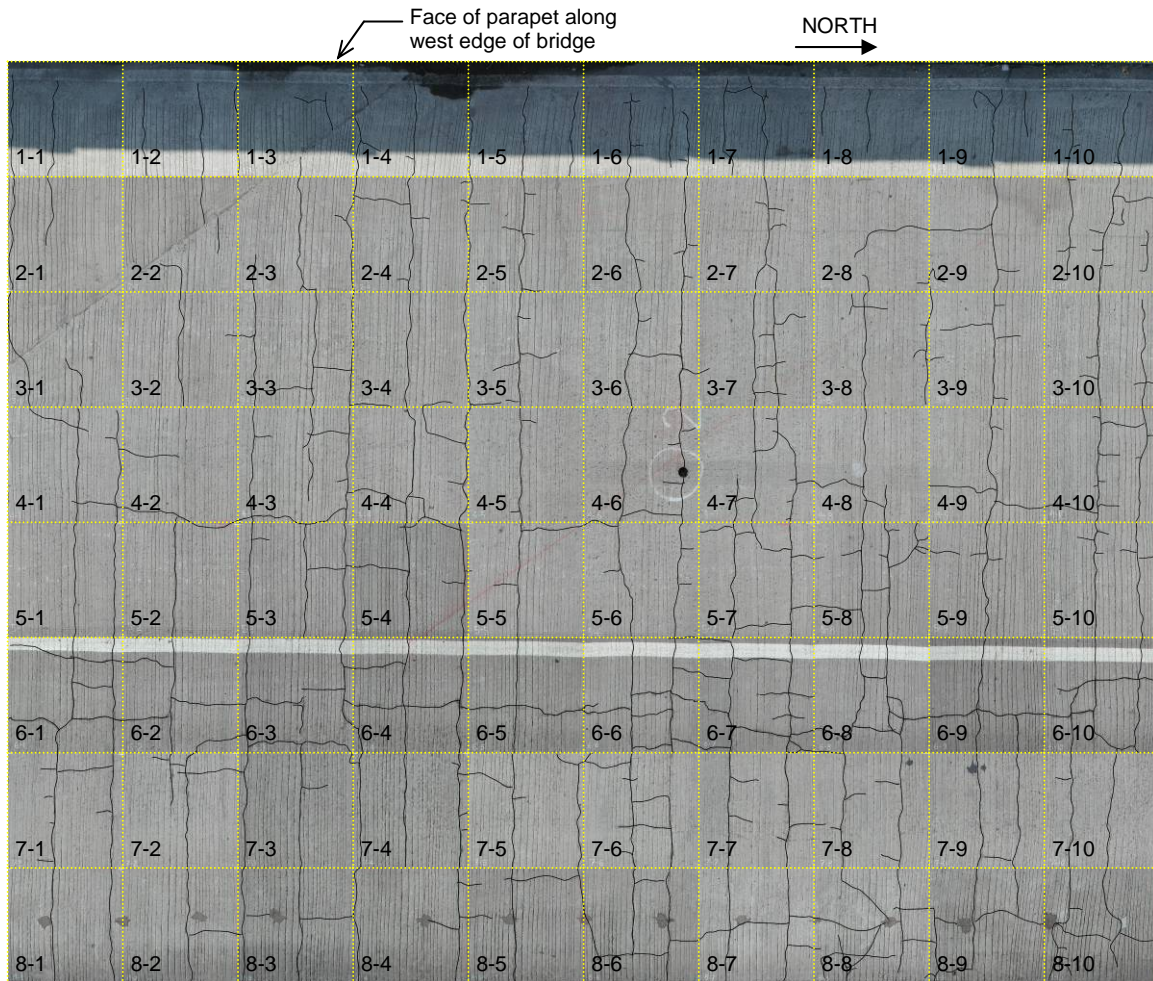 Face of parapet along
west edge of bridge
NORTH
1-1 1-2 1-3 1-4 1-5 1-6 1-7 1-8 1-9 1-10
2-1 2-2 2-3 2-4 2-5 2-6 2-7 2-8 2-9 2-10
3-1 3-2 3-3 3-4 3-5 3-6 3-7 3-8 3-9 3-10
2
4-1 4-2 4-3 4-4 4-5 4-6 4-7 4-8 4-9 4-10
5-1 5-2 5-3 5-4 5-5 5-6 5-7 5-8 5-9 5-10
6-1 6-2 6-3 6-4 6-5 6-6 6-7 6-8 6-9 6-10
7-1 7-2 7-3 7-4 7-5 7-6 7-7 7-8 7-9 7-10
8-1 8-2 8-3 8-4 8-5 8-6 8-7 8-8 8-9 8-10